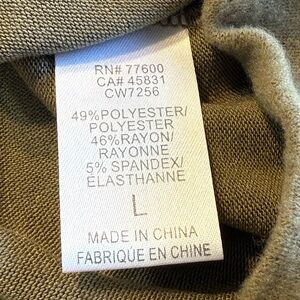 RN# 77600
CA# 45831
CW7256
49%POLYESTER/
POLYESTER
46%RAYON/
RAYONNE
5% SPANDEX/
ELASTHANNE
L
MADE IN CHINA
FABRIQUE EN CHINE